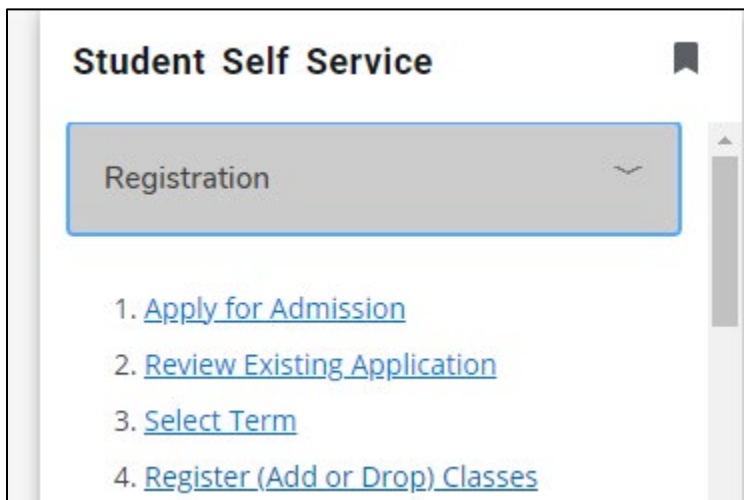 Student Self Service
Registration
1. Apply for Admission
2. Review Existing Application
3. Select Term
4. Register (Add or Drop) Classes